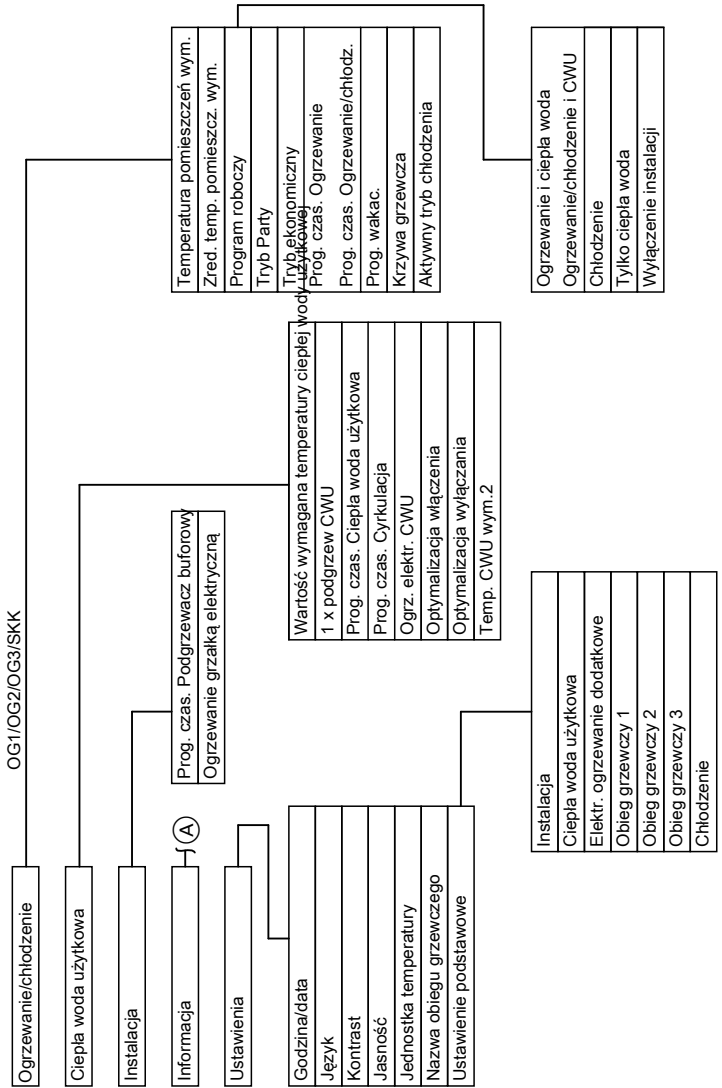 OG1/OG2/OG3/SKK
Ogrzewanie/chłodzenie
Ciepła woda użytkowa
Instalacja
Informacja
A
Ustawienia
Prog. czas. Podgrzewacz buforowy
Ogrzewanie grzałką elektryczną
Temperatura pomieszczeń wym.
Zred. temp. pomieszcz. wym.
Program roboczy
Tryb Party
Tryb ekonomiczny
Prog. czas. Ogrzewanie
Prog. czas. Ogrzewanie/chłodz.
Prog. wakac.
Krzywa grzewcza
Aktywny tryb chłodzenia
Godzina/data
Język
Kontrast
Jasność
Jednostka temperatury
Nazwa obiegu grzewczego
Ustawienie podstawowe
Wartość wymagana temperatury ciepłej wody użytkowej
1 x podgrzew CWU
Prog. czas. Ciepła woda użytkowa
Prog. czas. Cyrkulacja
Ogrz. elektr. CWU
Optymalizacja włączenia
Optymalizacja wyłączania
Temp. CWU wym.2
Instalacja
Ciepła woda użytkowa
Elektr. ogrzewanie dodatkowe
Obieg grzewczy 1
Obieg grzewczy 2
Obieg grzewczy 3
Chłodzenie
Ogrzewanie i ciepła woda
Ogrzewanie/chłodzenie i CWU
Chłodzenie
Tylko ciepła woda
Wyłączenie instalacji